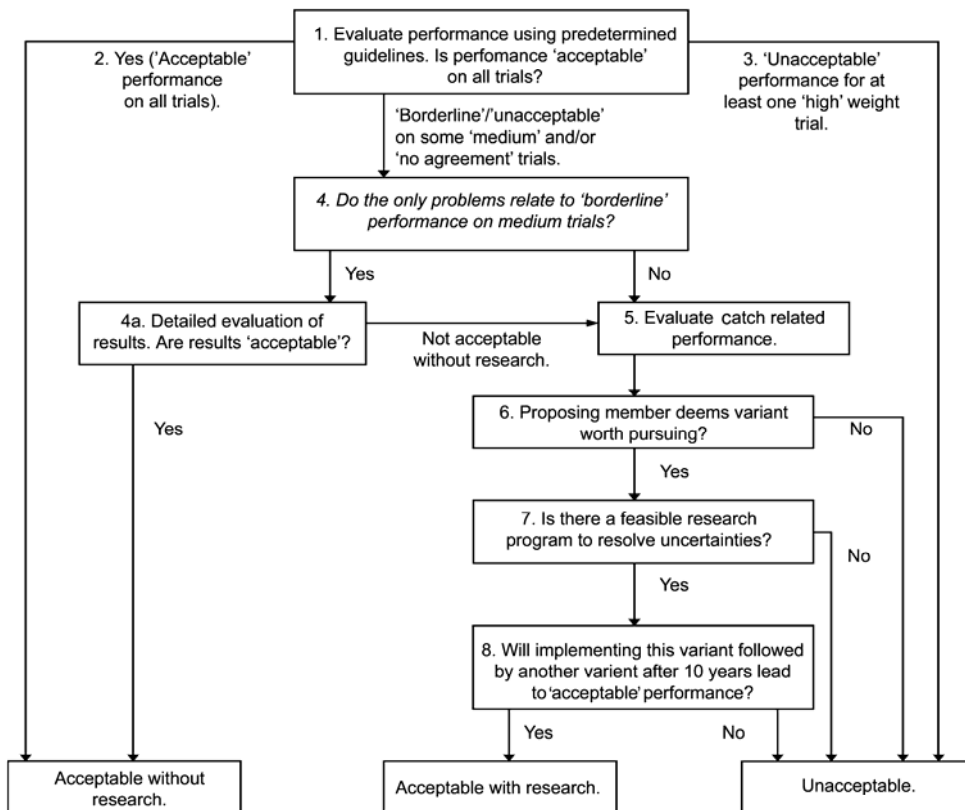 1. Evaluate performance using predetermined
guidelines. Is perfomance ‘acceptable’
on all trials?
2. Yes (’Acceptable’
performance
on all trials).
3. ‘Unacceptable’
performance for at
least one ‘high’ weight
trial.
‘Borderline’/’unacceptable’
on some ‘medium’ and/or
‘no agreement’ trials.
4. Do the only problems relate to ‘borderline’
performance on medium trials?
Yes
No
4a. Detailed evaluation of
results. Are results ‘acceptable’?
Not acceptable
without research.
5. Evaluate catch related
performance.
Yes
6. Proposing member deems variant
worth pursuing?
No
Yes
7. Is there a feasible research
program to resolve uncertainties?
No
Yes
8. Will implementing this variant followed
by another varient after 10 years lead
to ‘acceptable’ performance?
Yes
No
Acceptable without
research.
Acceptable with research.
Unacceptable.